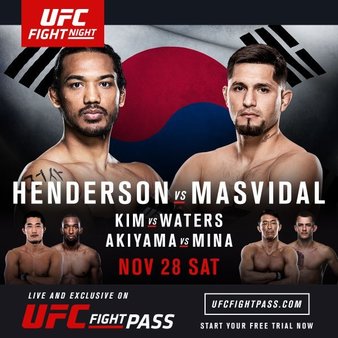 UFC
FIGHT
NIGHT
HENDERSON vs MASVIDAL
KIM vs WATERS
AKIYAMA vs MINA
NOV 28 SAT
LIVE AND EXCLUSIVE ON
UFC FIGHT PASS
UFCFIGHTPASS.COM
START YOUR FREE TRIAL NOW